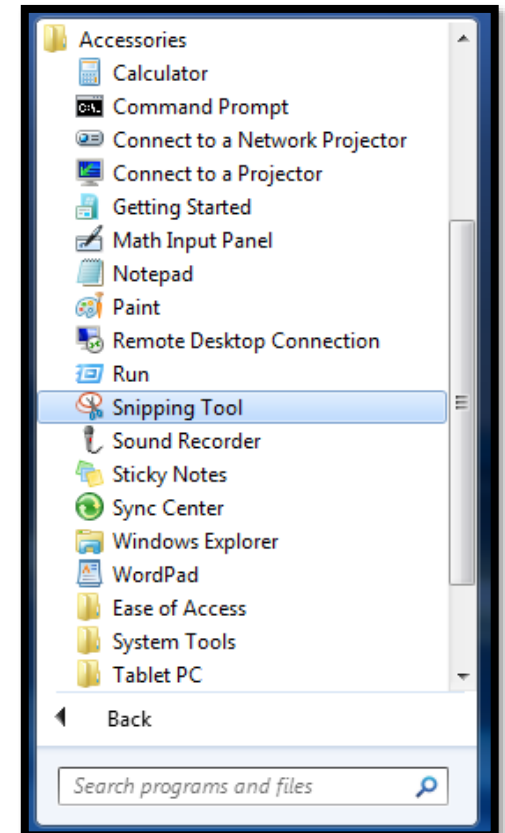 Accessories
Calculator
Command Prompt
Connect to a Network Projector
Connect to a Projector
Getting Started
Math Input Panel
Notepad
Paint
Remote Desktop Connection
Run
Snipping Tool
Sound Recorder
Sticky Notes
Sync Center
Windows Explorer
WordPad
Ease of Access
System Tools
Tablet PC
Back
Search programs and files